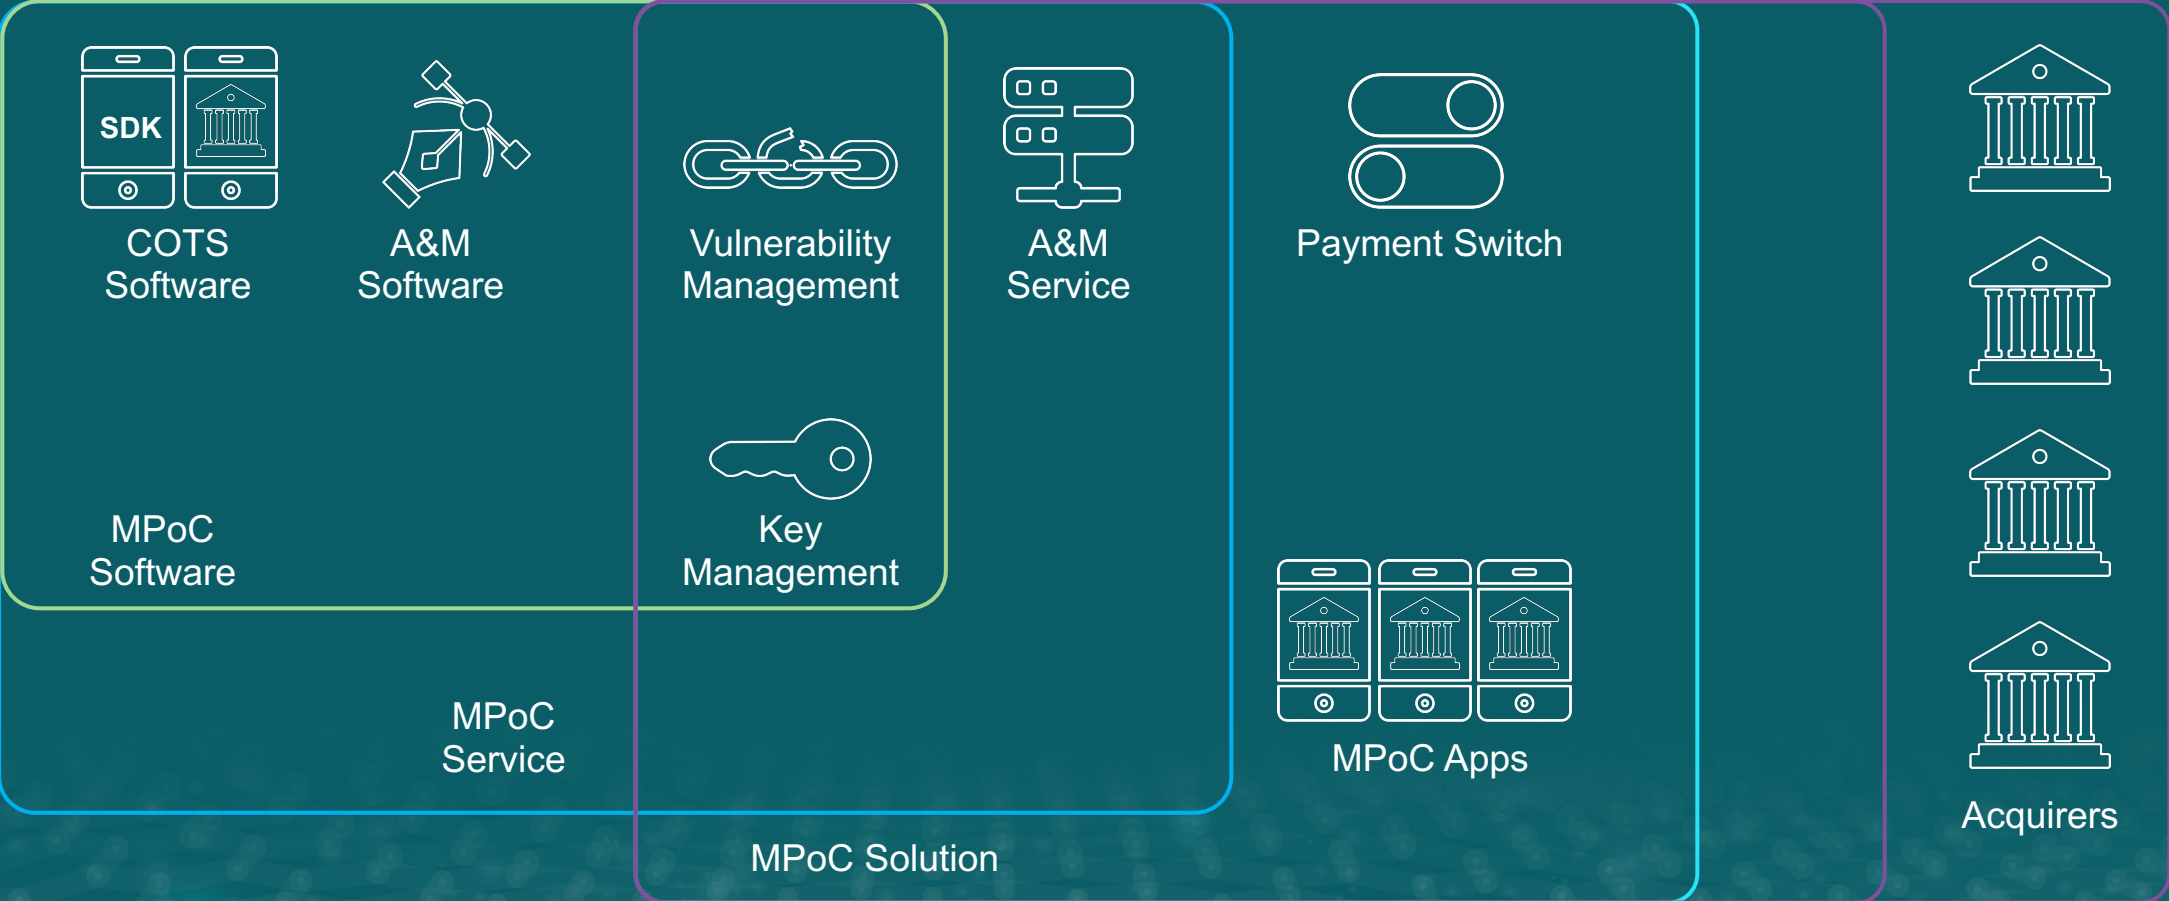 SDK
COTS
Software
A&M
Software
Vulnerability
Management
A&M
Service
Payment Switch
MPoC
Software
Key
Management
MPoC
Service
MPoC Apps
Acquirers
MPoC Solution